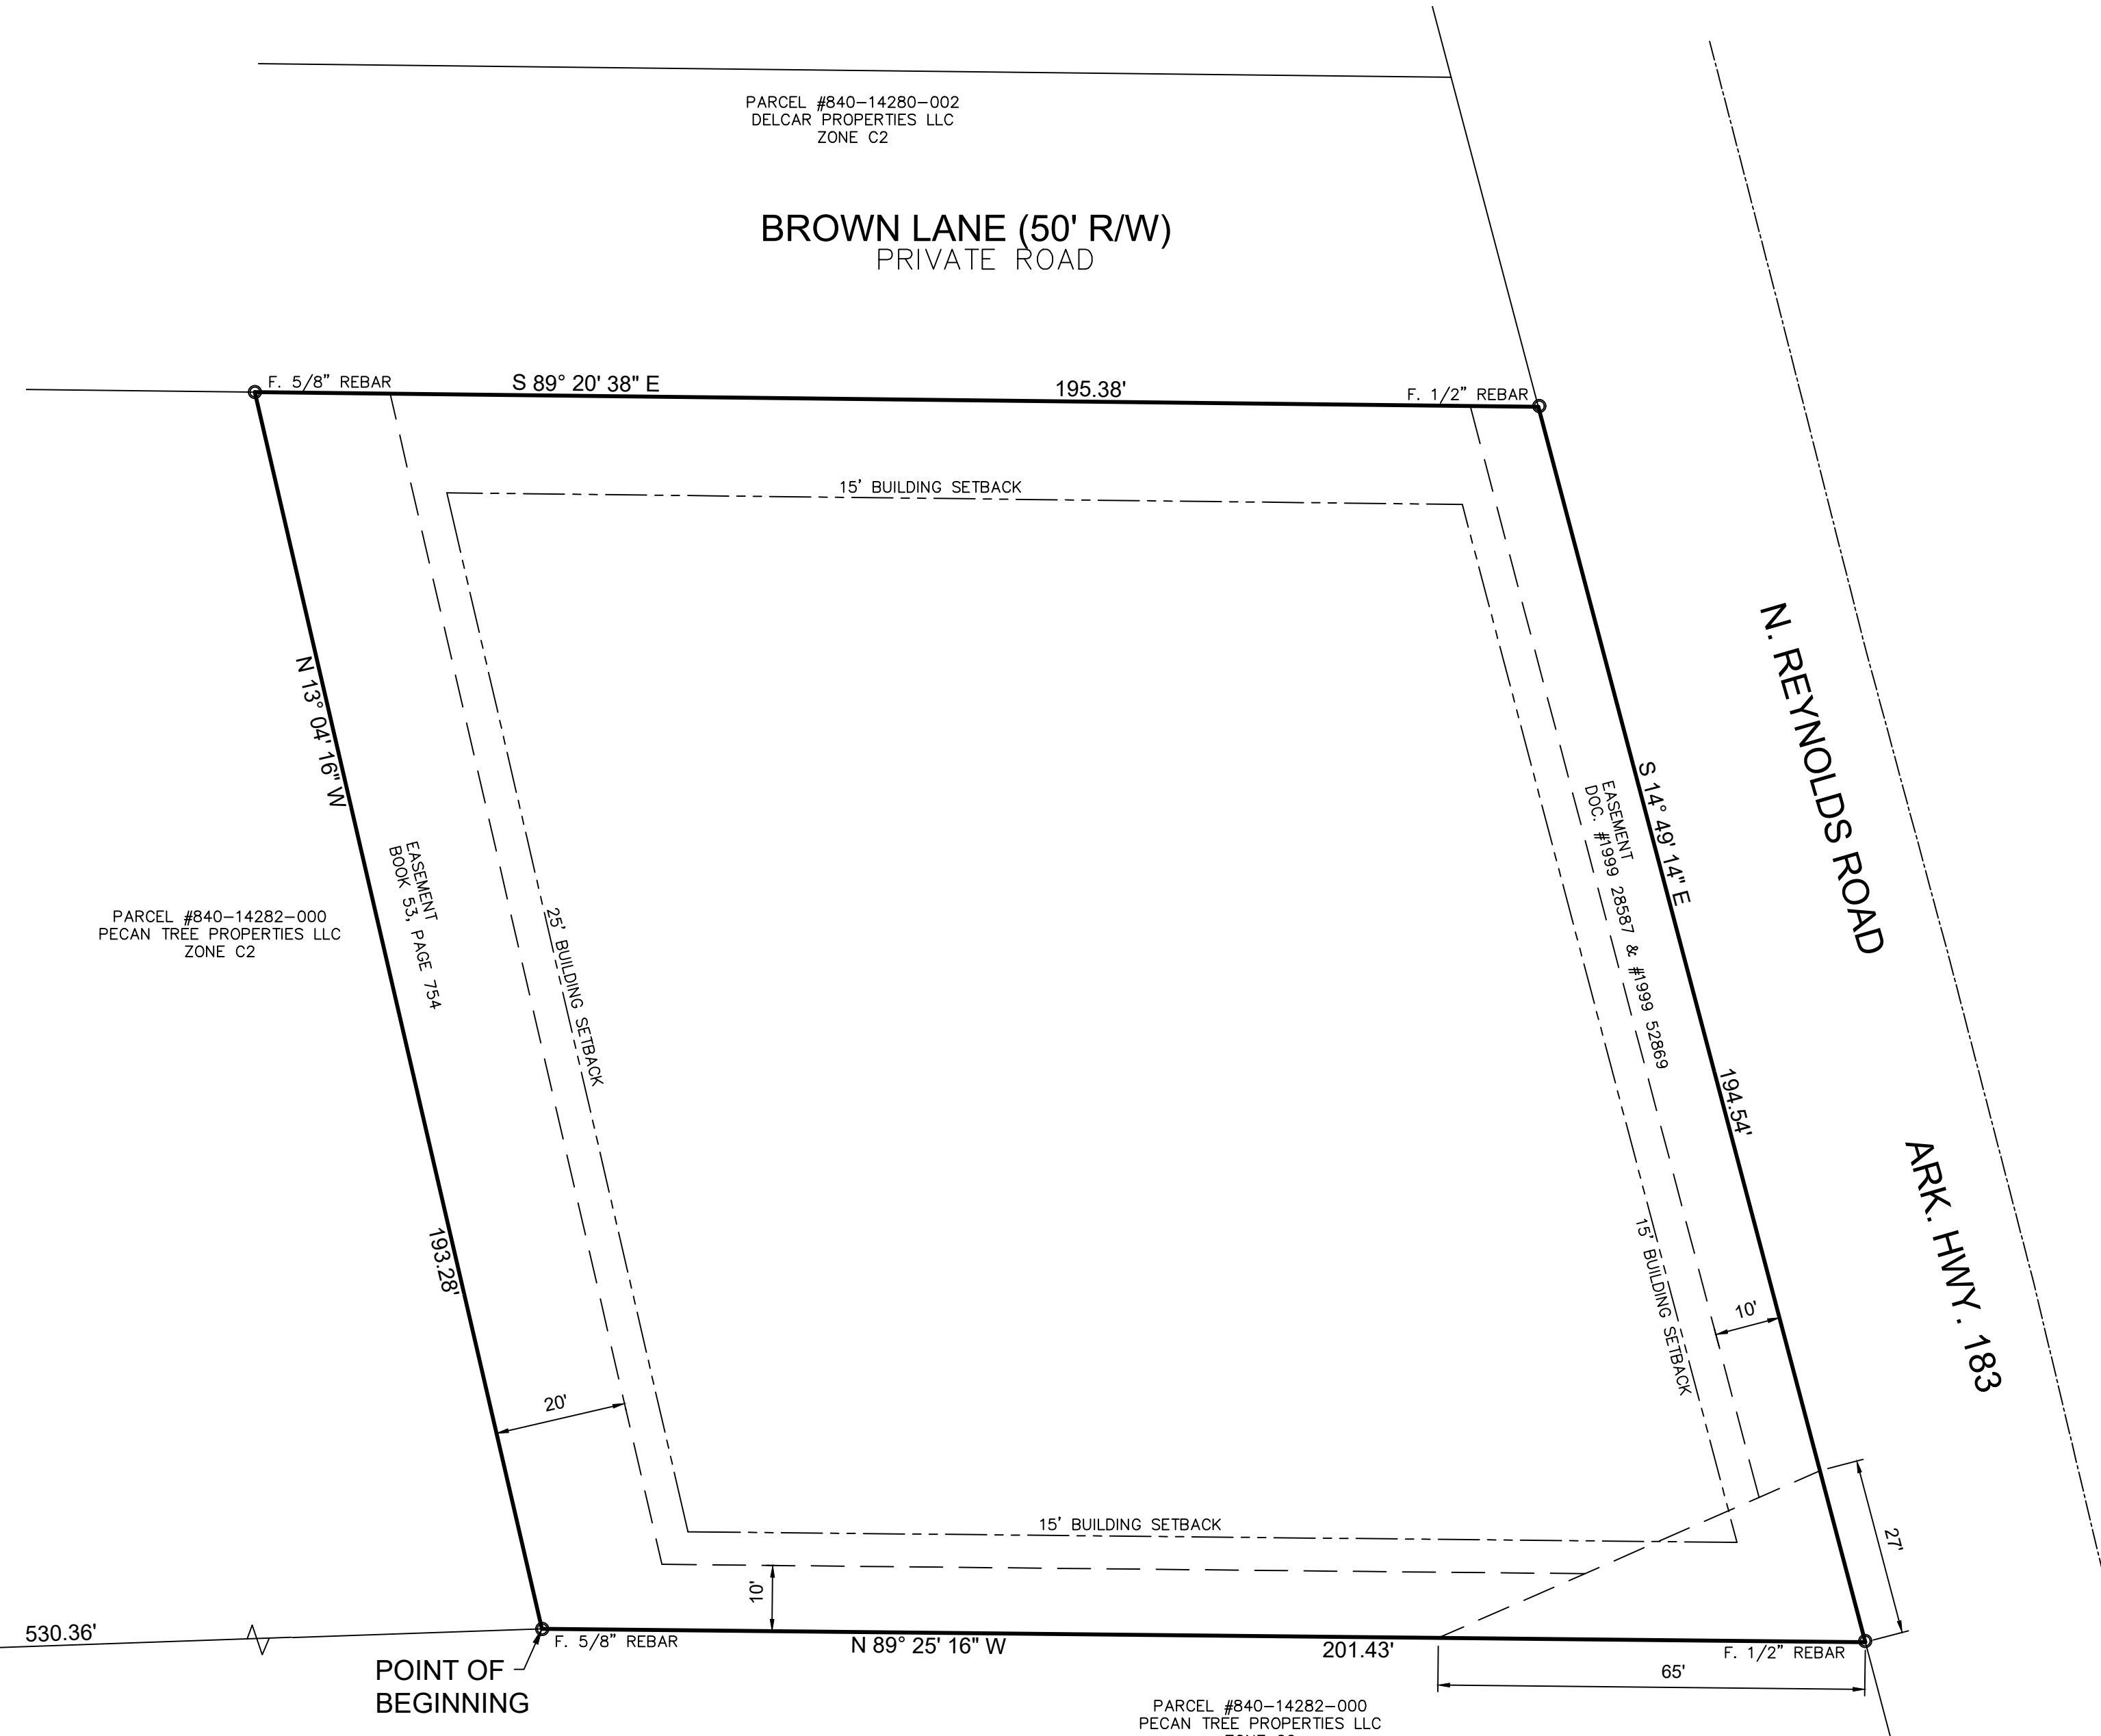 PARCEL #840-14280-002
DELCAR PROPERTIES LLC
ZONE C2
BROWN LANE (50' R/W)
PRIVATE ROAD
F. 5/8" REBAR
S 89° 20' 38" E
195.38'
F. 1/2" REBAR
15' BUILDING SETBACK
N 13° 04' 16" W
193.28'
EASEMENT
BOOK 53, PAGE 754
25' BUILDING SETBACK
PARCEL #840-14282-000
PECAN TREE PROPERTIES LLC
ZONE C2
EASEMENT
DOC. #1999 28587 & #1999 52869
S 14° 49' 14" E
194.54'
N. REYNOLDS ROAD
ARK. HWY. 183
15' BUILDING SETBACK
10'
20'
15' BUILDING SETBACK
10'
27'
530.36'
F. 5/8" REBAR
N 89° 25' 16" W
201.43'
F. 1/2" REBAR
65'
POINT OF
BEGINNING
PARCEL #840-14282-000
PECAN TREE PROPERTIES LLC